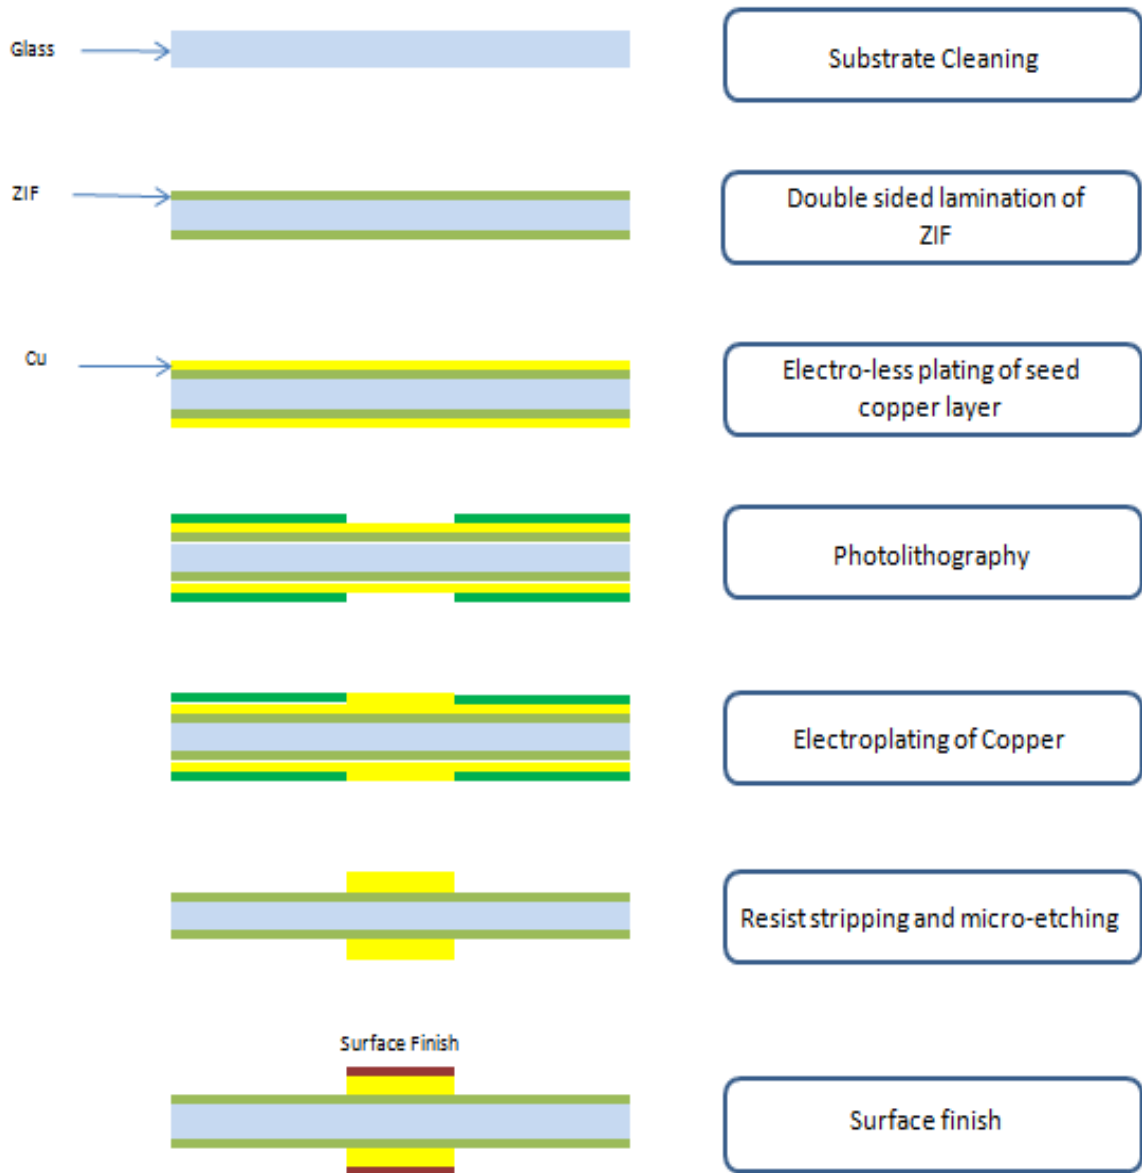 Glass
Substrate Cleaning
ZIF
Double sided lamination of
ZIF
Cu
Electro-less plating of seed
copper layer
Photolithography
Electroplating of Copper
Resist stripping and micro-etching
Surface Finish
Surface finish